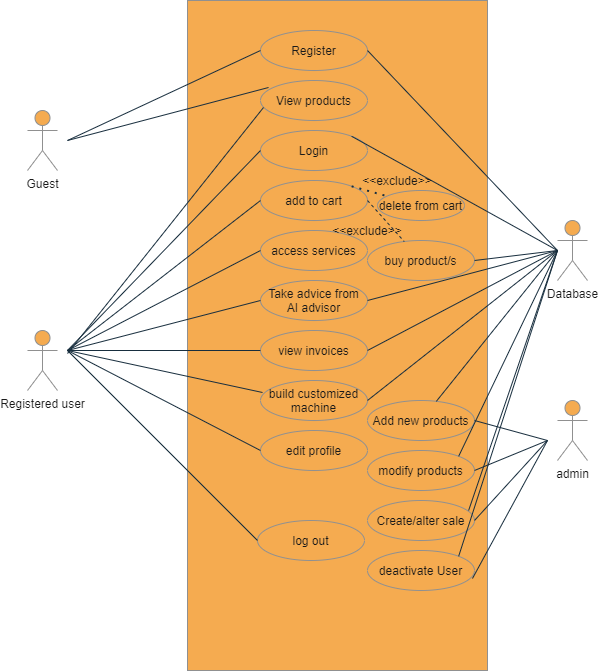 Register
View products
Guest
Login
<<exclude>>
add to cart
delete from cart
<<exclude>>
access services
buy product/s
Database
Take advice from
AI advisor
view invoices
Registered user
build customized
machine
Add new products
edit profile
modify products
admin
Create/alter sale
log out
deactivate User